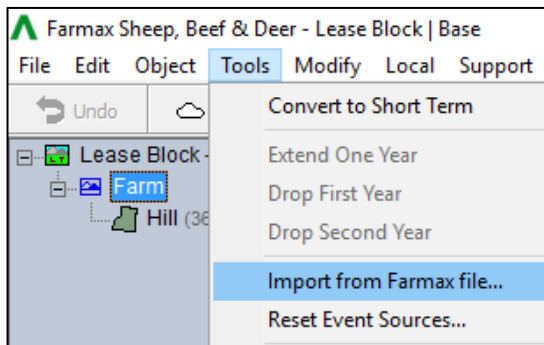 Farmax Sheep, Beef & Deer - Lease Block | Base
File Edit Object Tools Modify Local Support
Undo
Convert to Short Term
Lease Block -
Extend One Year
Farm
Drop First Year
Hill (36
Drop Second Year
Import from Farmax file...
Reset Event Sources...